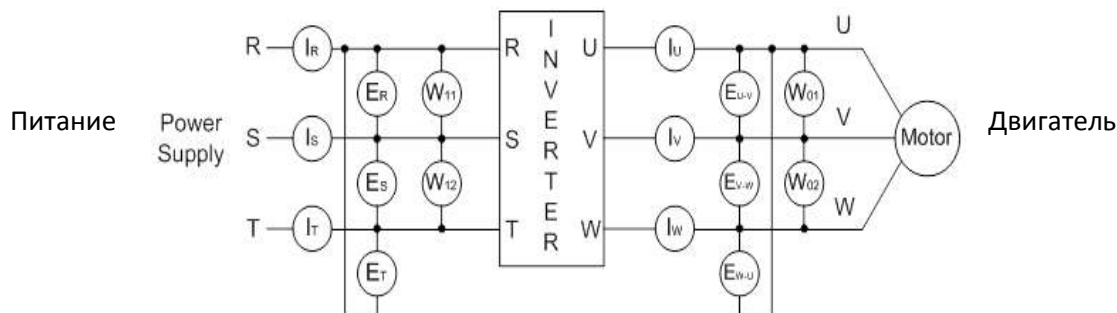 Питание
Power
Supply
R
S
T
IR
IS
IT
ER
ES
ET
W11
W12
R
S
T
INVERTER
U
V
W
IU
IV
IW
EU-V
EV-W
EW-U
W01
W02
U
V
W
Motor
Двигатель